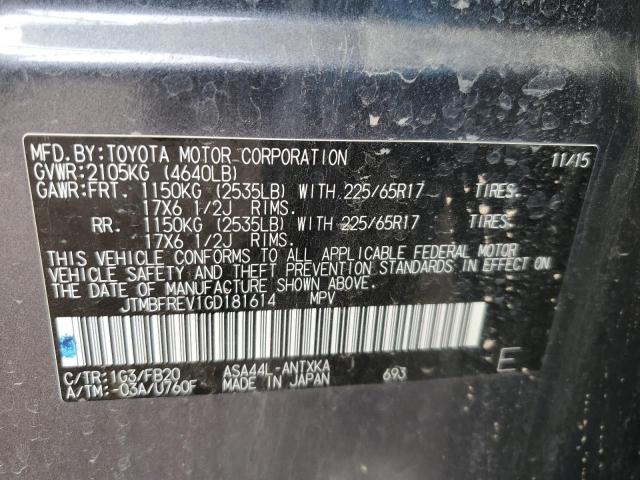 MFD.BY:TOYOTA MOTOR CORPORATION 11/15
GVWR:2105KG (4640LB)
GAWR:FRT. 1150KG (2535LB) WITH 225/65R17 TIRES.
17X6 1/2J RIMS.
RR. 1150KG (2535LB) WITH 225/65R17 TIRES.
17X6 1/2J RIMS.
THIS VEHICLE CONFORMS TO ALL APPLICABLE FEDERAL MOTOR
VEHICLE SAFETY AND THEFT PREVENTION STANDARDS IN EFFECT ON
THE DATE OF MANUFACTURE SHOWN ABOVE.
JTMBFREV1GD181614 MPV
C/TR:1G3/FB20 ASA44L-ANTXKA 693 E
A/TM:-03A/U760F MADE IN JAPAN